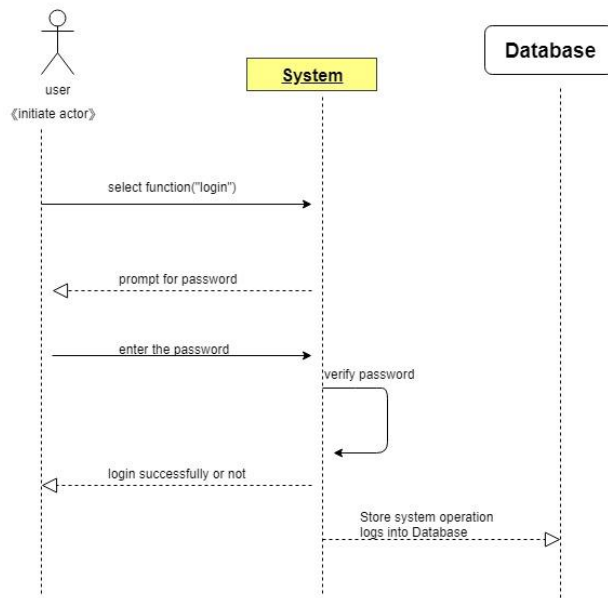 user
《initiate actor》
System
Database
select function("login")
prompt for password
enter the password
verify password
login successfully or not
Store system operation
logs into Database